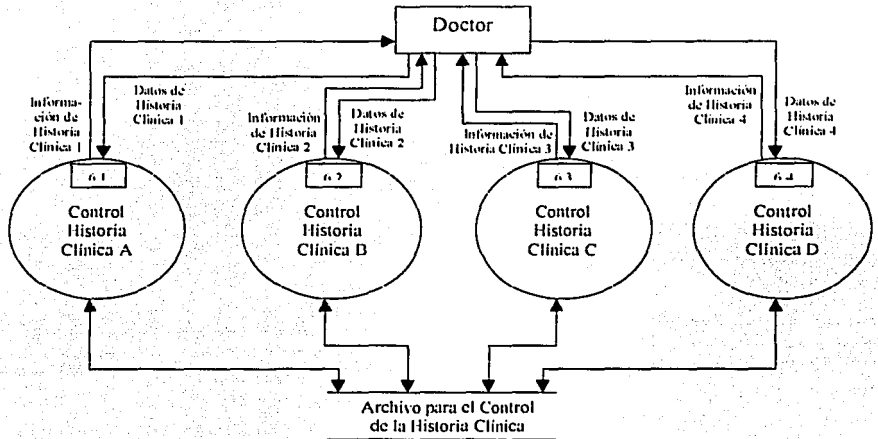 Doctor
Informa-
ción de
Historia
Clínica 1
Datos de
Historia
Clínica 1
Información
de Historia
Clínica 2
Datos de
Historia
Clínica 2
Información de
Historia Clínica 3
Datos de
Historia
Clínica 3
Información
de Historia
Clínica 4
Datos de
Historia
Clínica 4
6.1
Control
Historia
Clínica A
6.2
Control
Historia
Clínica B
6.3
Control
Historia
Clínica C
6.4
Control
Historia
Clínica D
Archivo para el Control
de la Historia Clínica